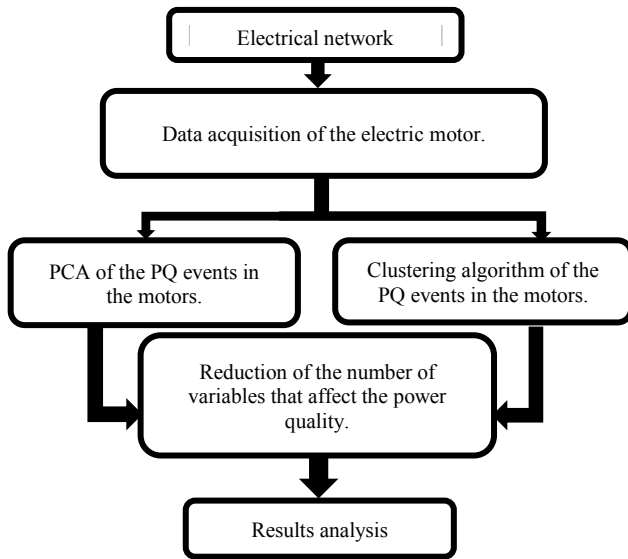 Electrical network
Data acquisition of the electric motor.
PCA of the PQ events in
the motors.
Clustering algorithm of the
PQ events in the motors.
Reduction of the number of
variables that affect the power
quality.
Results analysis